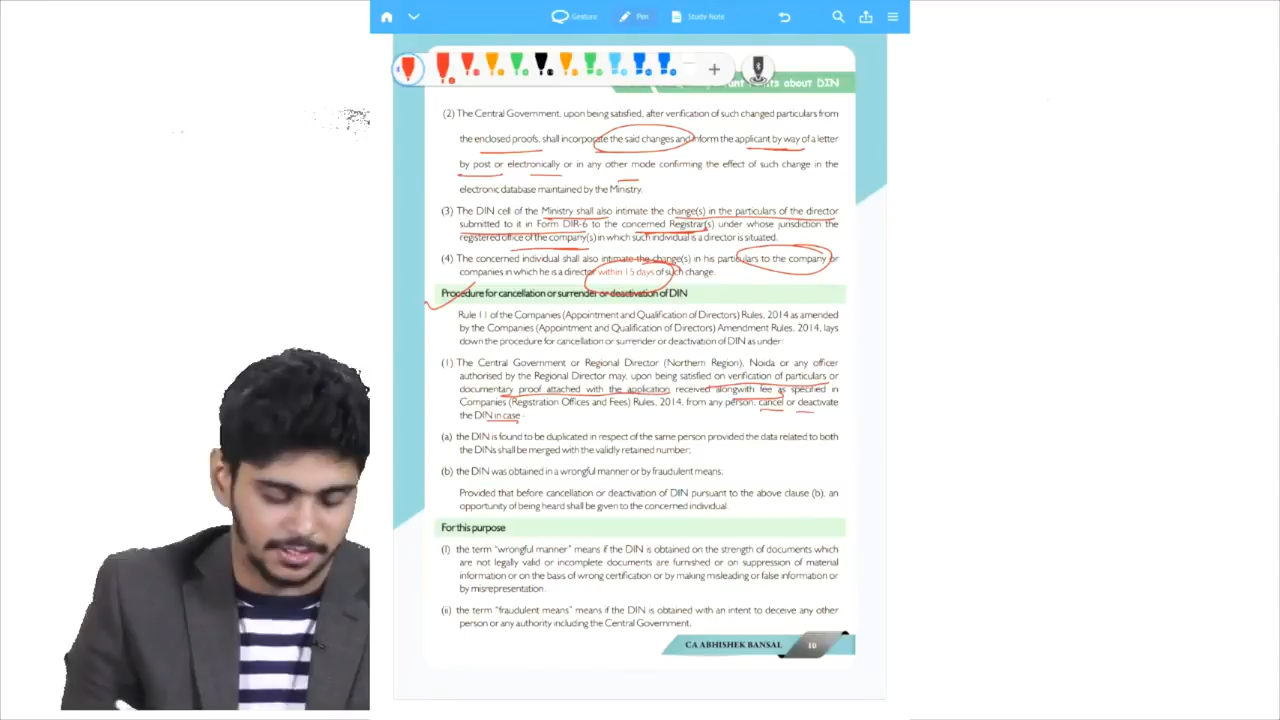 Gesture Pen Study Note
nts about DIN
(2) The Central Government, upon being satisfied, after verification of such changed particulars from
the enclosed proofs, shall incorporate the said changes and inform the applicant by way of a letter
by post or electronically or in any other mode confirming the effect of such change in the
electronic database maintained by the Ministry.
(3) The DIN cell of the Ministry shall also intimate the change(s) in the particulars of the director
submitted to it in Form DIR-6 to the concerned Registrar(s) under whose jurisdiction the
registered office of the company(s) in which such individual is a director is situated.
(4) The concerned individual shall also intimate the change(s) in his particulars to the company or
companies in which he is a director within 15 days of such change.
Procedure for cancellation or surrender or deactivation of DIN
Rule 11 of the Companies (Appointment and Qualification of Directors) Rules, 2014 as amended
by the Companies (Appointment and Qualification of Directors) Amendment Rules, 2014, lays
down the procedure for cancellation or surrender or deactivation of DIN as under:
(1) The Central Government or Regional Director (Northern Region), Noida or any officer
authorised by the Regional Director may, upon being satisfied on verification of particulars or
documentary proof attached with the application received alongwith fee as specified in
Companies (Registration Offices and Fees) Rules, 2014, from any person, cancel or deactivate
the DIN in case
(a) the DIN is found to be duplicated in respect of the same person provided the data related to both
the DINs shall be merged with the validly retained number;
(b) the DIN was obtained in a wrongful manner or by fraudulent means;
Provided that before cancellation or deactivation of DIN pursuant to the above clause (b), an
opportunity of being heard shall be given to the concerned individual.
For this purpose
(I) the term "wrongful manner" means if the DIN is obtained on the strength of documents which
are not legally valid or incomplete documents are furnished or on suppression of material
information or on the basis of wrong certification or by making misleading or false information or
by misrepresentation.
(ii) the term "fraudulent means" means if the DIN is obtained with an intent to deceive any other
person or any authority including the Central Government.
CA ABHISHEK BANSAL 10